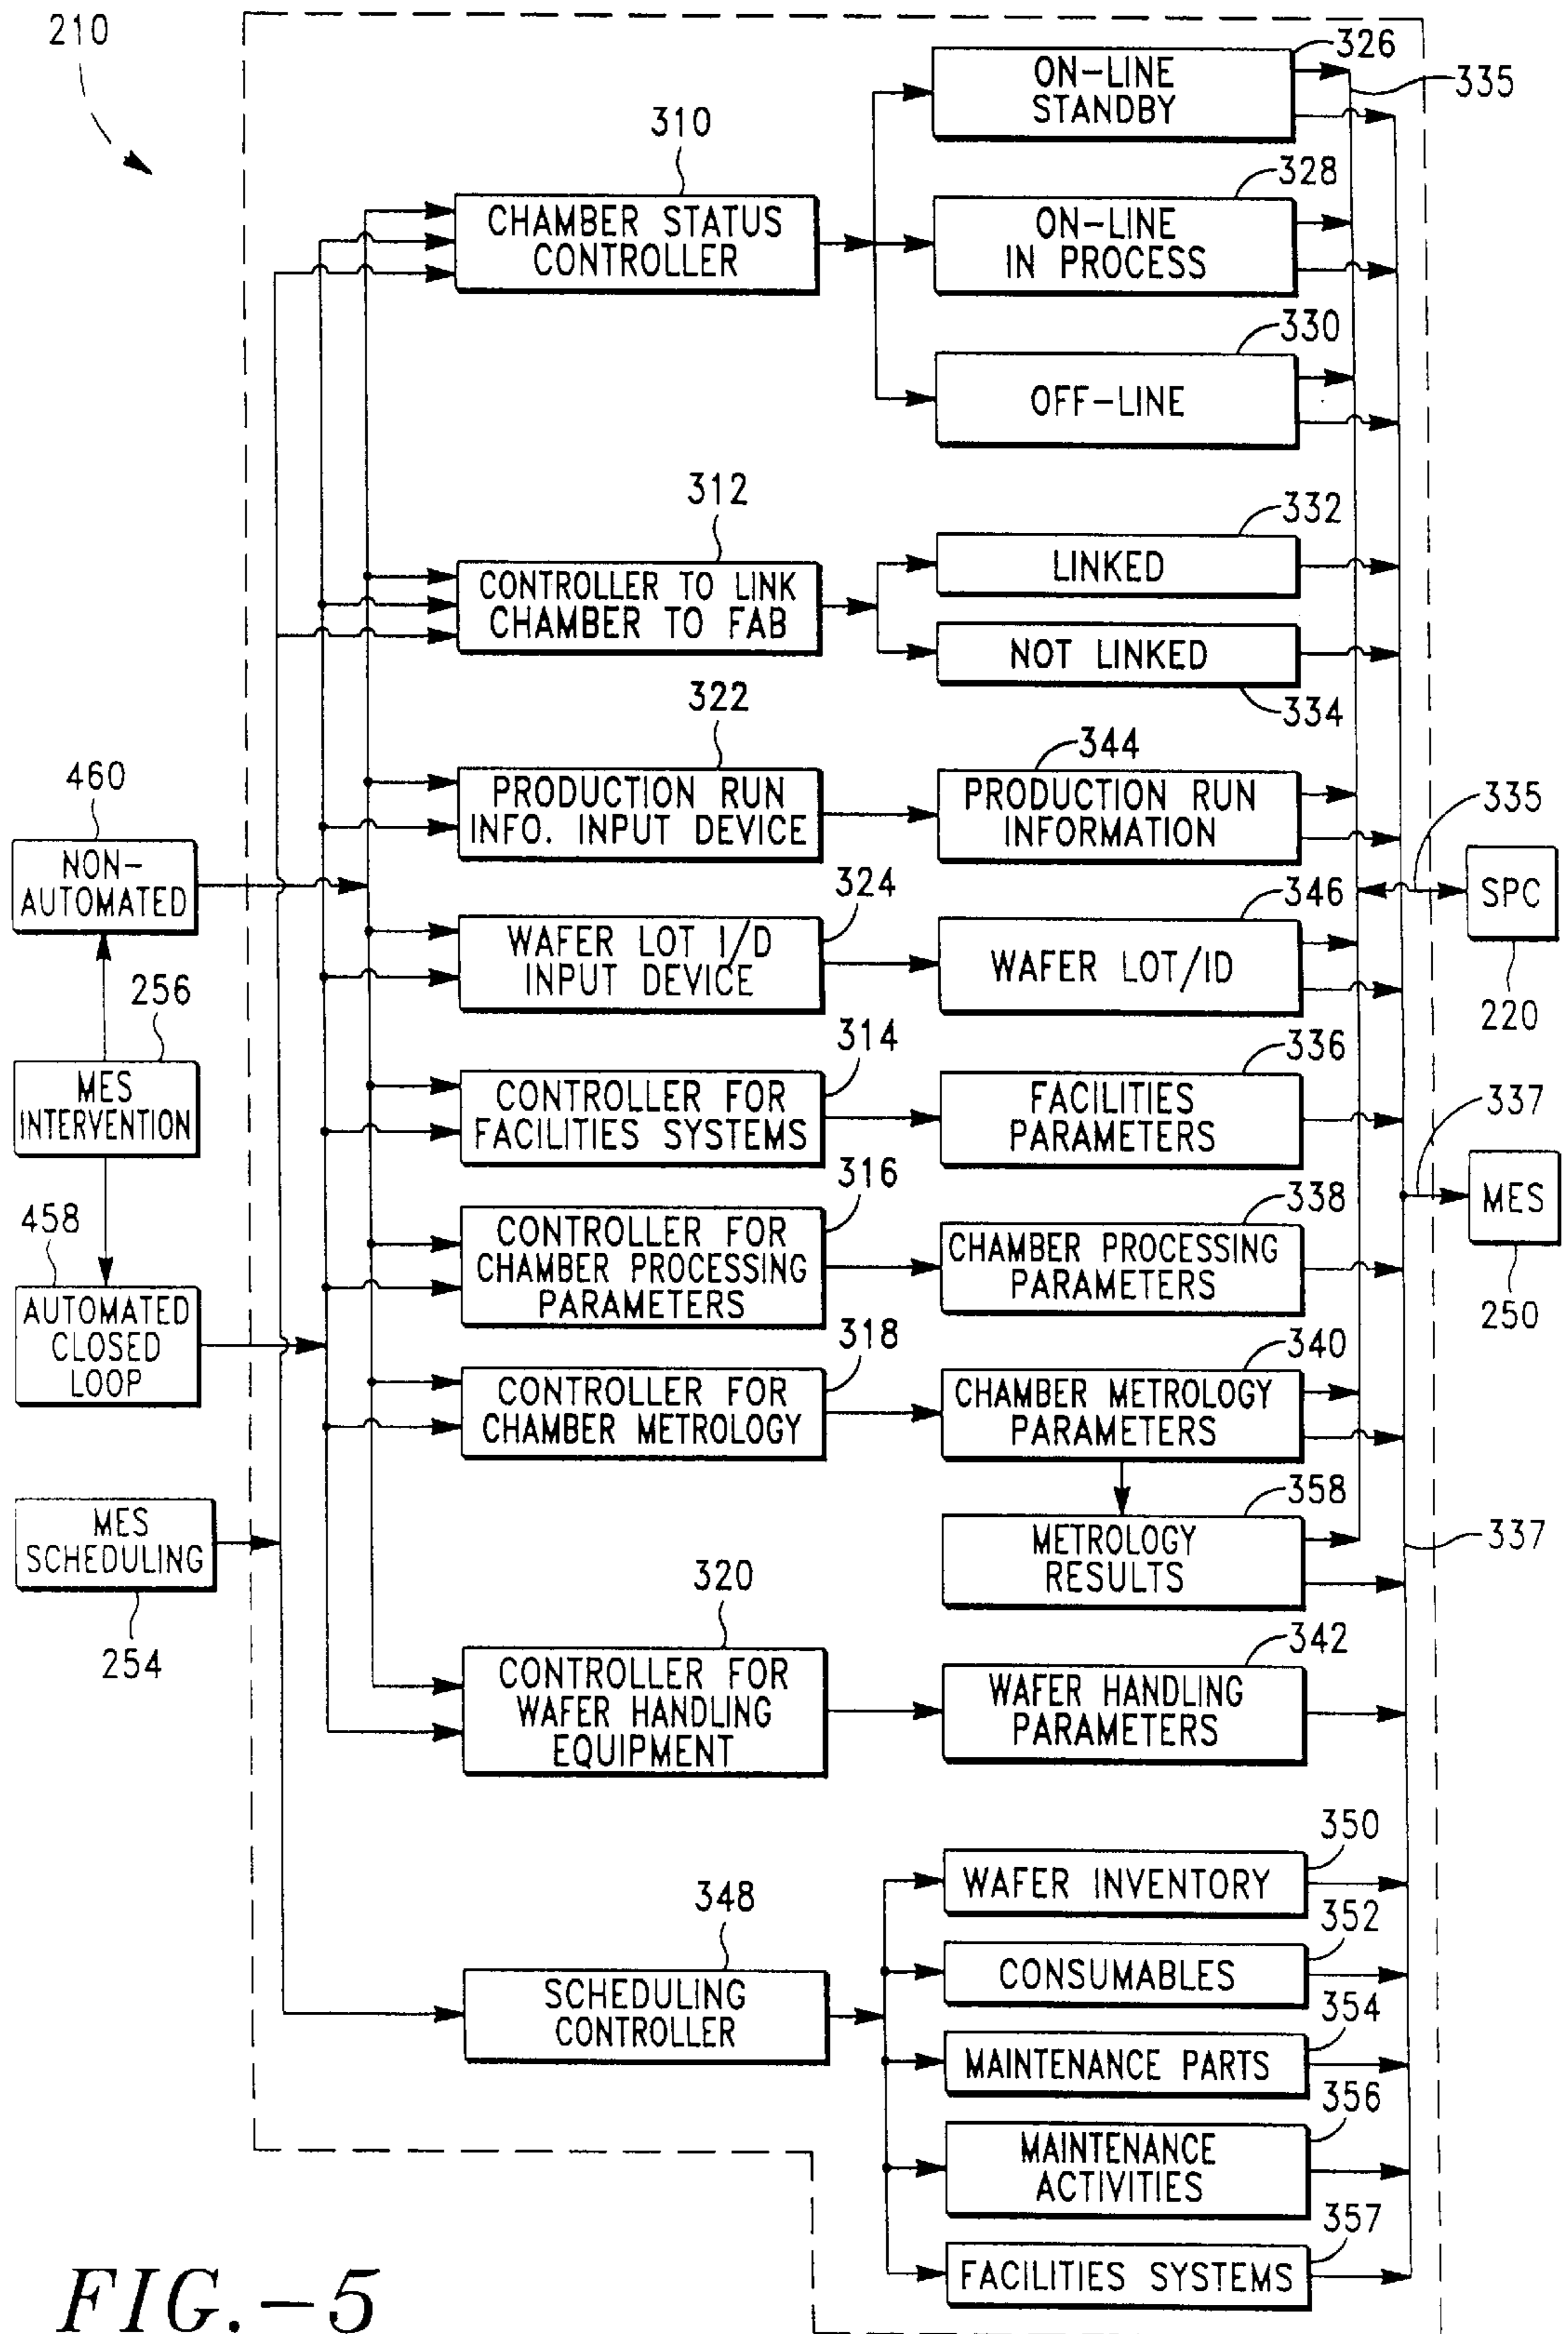 210
326
ON-LINE
STANDBY
335
310
CHAMBER STATUS
CONTROLLER
328
ON-LINE
IN PROCESS
330
OFF-LINE
312
CONTROLLER TO LINK
CHAMBER TO FAB
332
LINKED
NOT LINKED
334
322
PRODUCTION RUN
INFO. INPUT DEVICE
344
PRODUCTION RUN
INFORMATION
335
460
NON-
AUTOMATED
324
WAFER LOT I/D
INPUT DEVICE
346
WAFER LOT/ID
SPC
220
256
MES
INTERVENTION
314
CONTROLLER FOR
FACILITIES SYSTEMS
336
FACILITIES
PARAMETERS
337
316
CONTROLLER FOR
CHAMBER PROCESSING
PARAMETERS
338
CHAMBER PROCESSING
PARAMETERS
MES
250
458
AUTOMATED
CLOSED
LOOP
318
CONTROLLER FOR
CHAMBER METROLOGY
340
CHAMBER METROLOGY
PARAMETERS
358
METROLOGY
RESULTS
337
MES
SCHEDULING
254
320
CONTROLLER FOR
WAFER HANDLING
EQUIPMENT
342
WAFER HANDLING
PARAMETERS
350
WAFER INVENTORY
348
SCHEDULING
CONTROLLER
352
CONSUMABLES
354
MAINTENANCE PARTS
356
MAINTENANCE
ACTIVITIES
357
FACILITIES SYSTEMS
FIG.-5